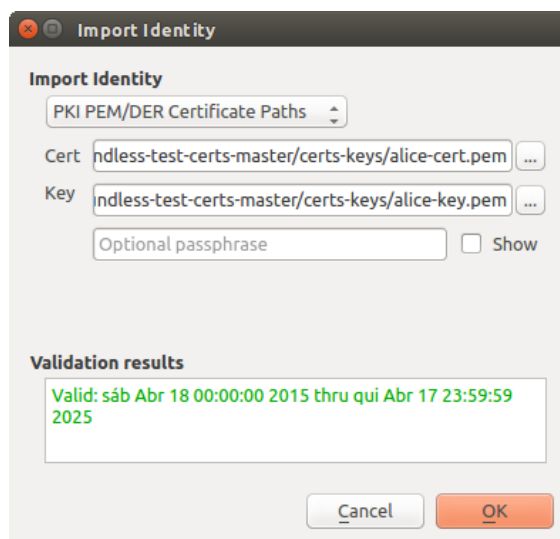 Import Identity
Import Identity
PKI PEM/DER Certificate Paths
Cert ndless-test-certs-master/certs-keys/alice-cert.pem ...
Key ndless-test-certs-master/certs-keys/alice-key.pem ...
Optional passphrase Show
Validation results
Valid: sáb Abr 18 00:00:00 2015 thru qui Abr 17 23:59:59
2025
Cancel OK